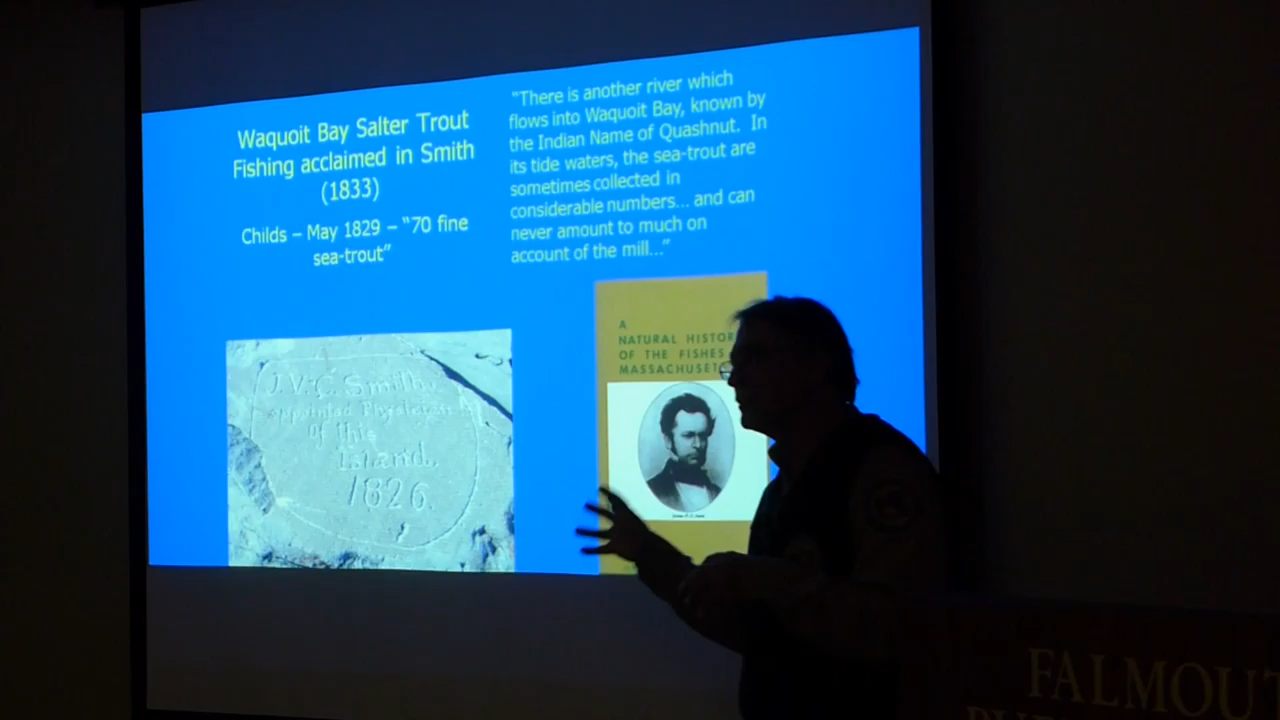 Waquoit Bay Salter Trout
Fishing acclaimed in Smith
(1833)
Childs – May 1829 – “70 fine
sea-trout”
“There is another river which
flows into Waquoit Bay, known by
the Indian Name of Quashnut. In
its tide waters, the sea-trout are
sometimes collected in
considerable numbers... and can
never amount to much on
account of the mill...”
J.V.C. Smith,
appointed Physician
Of this
Island,
1826.
A
NATURAL HISTOR
OF THE FISHES
MASSACHUSET
FALMOU